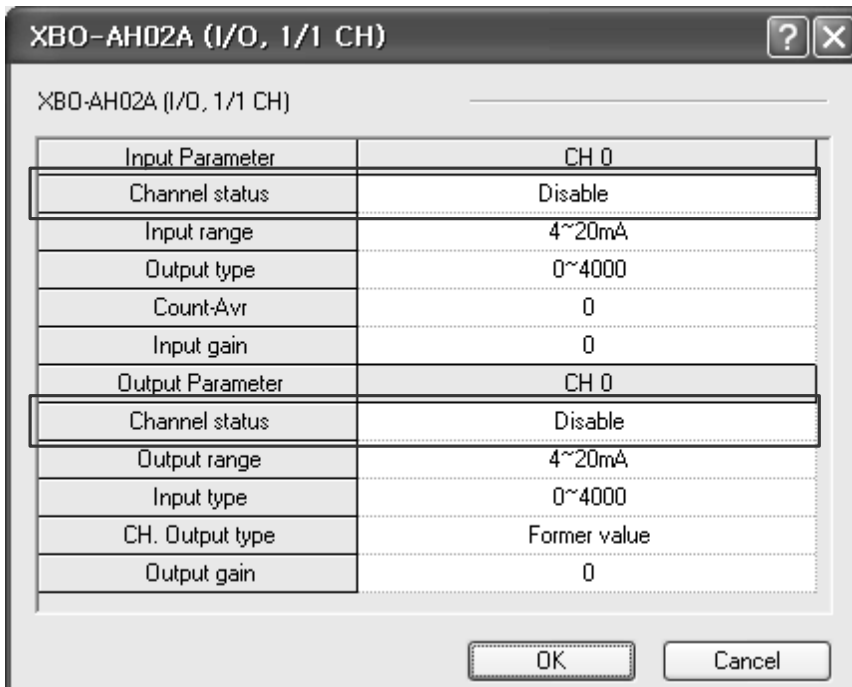 XBO-AH02A (I/O, 1/1 CH)
XBO-AH02A (I/O, 1/1 CH)
Input Parameter CH 0
Channel status Disable
Input range 4~20mA
Output type 0~4000
Count-Avr 0
Input gain 0
Output Parameter CH 0
Channel status Disable
Output range 4~20mA
Input type 0~4000
CH. Output type Former value
Output gain 0
OK Cancel